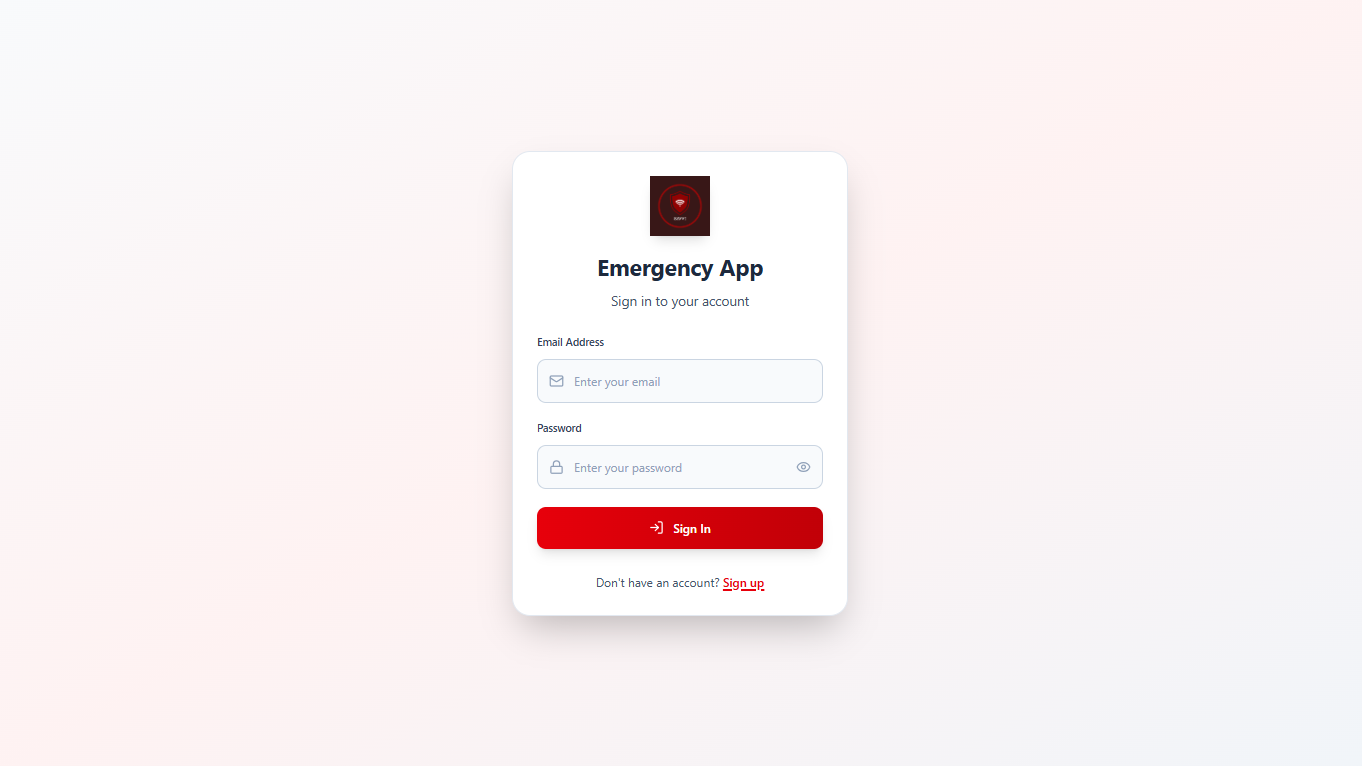 Emergency App
Sign in to your account
Email Address
Enter your email
Password
Enter your password
Sign In
Don't have an account? Sign up